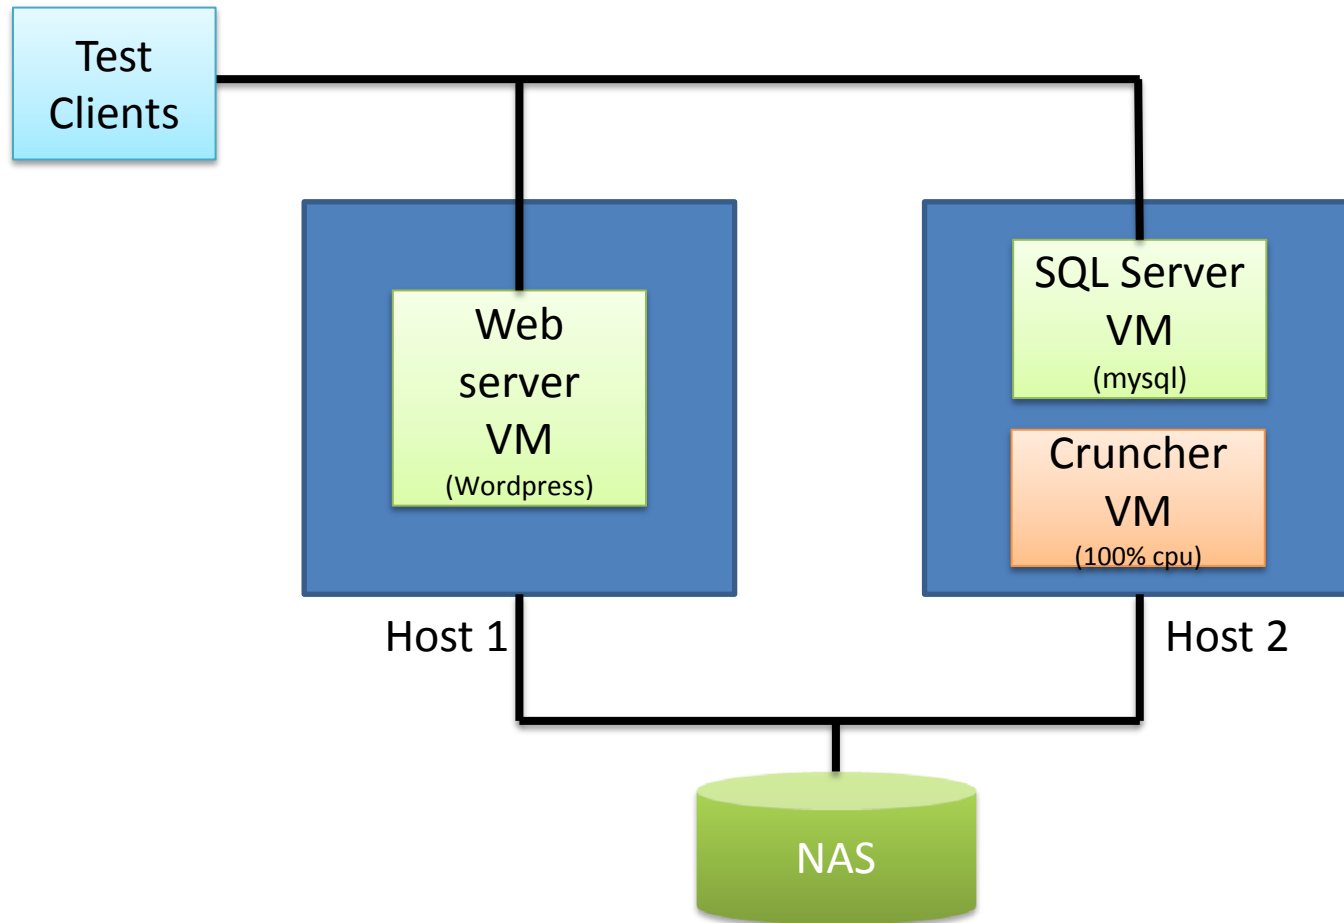 Test
Clients
Web
server
VM
(Wordpress)
SQL Server
VM
(mysql)
Cruncher
VM
(100% cpu)
Host 1
Host 2
NAS